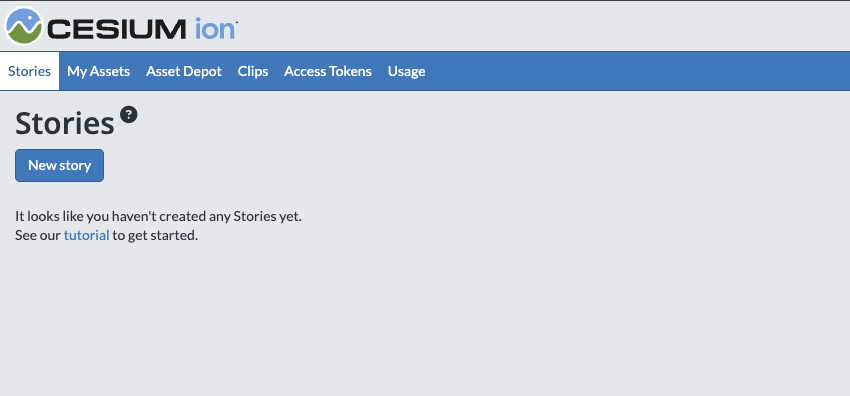 CESIUM ion™
Stories My Assets Asset Depot Clips Access Tokens Usage
Stories ?
New story
It looks like you haven't created any Stories yet.
See our tutorial to get started.